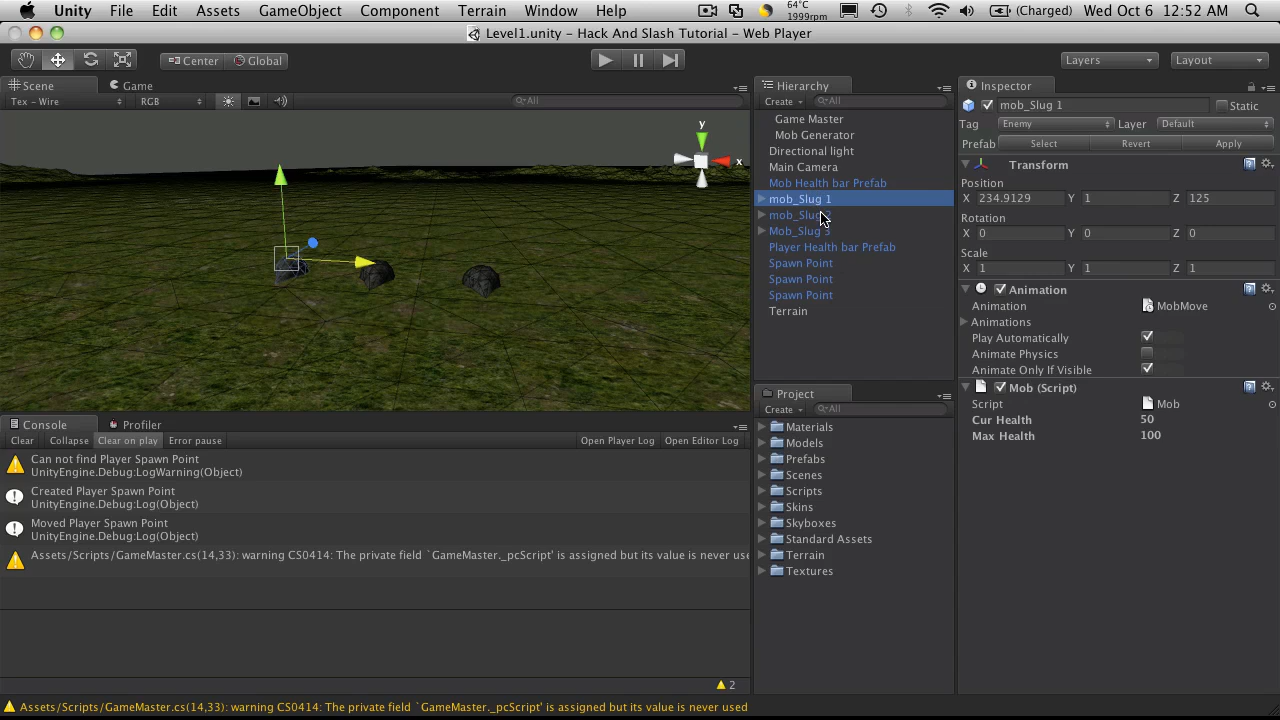 Unity File Edit Assets GameObject Component Terrain Window Help 64°C 1999rpm (Charged) Wed Oct 6 12:52 AM
Level1.unity - Hack And Slash Tutorial - Web Player
Center Global Layers Layout
Scene Game
Tex - Wire RGB All
y
x
Hierarchy
Create All
Game Master
Mob Generator
Directional light
Main Camera
Mob Health bar Prefab
mob_Slug 1
mob_Slug
Mob_Slug 3
Player Health bar Prefab
Spawn Point
Spawn Point
Spawn Point
Terrain
Project
Create All
Materials
Models
Prefabs
Scenes
Scripts
Skins
Skyboxes
Standard Assets
Terrain
Textures
Inspector
mob_Slug 1 Static
Tag Enemy Layer Default
Prefab Select Revert Apply
Transform
Position
X 234.9129 Y 1 Z 125
Rotation
X 0 Y 0 Z 0
Scale
X 1 Y 1 Z 1
Animation
Animation MobMove
Animations
Play Automatically
Animate Physics
Animate Only If Visible
Mob (Script)
Script Mob
Cur Health 50
Max Health 100
Console Profiler
Clear Collapse Clear on play Error pause Open Player Log Open Editor Log
Can not find Player Spawn Point
UnityEngine.Debug:LogWarning(Object)
Created Player Spawn Point
UnityEngine.Debug:Log(Object)
Moved Player Spawn Point
UnityEngine.Debug:Log(Object)
Assets/Scripts/GameMaster.cs(14,33): warning CS0414: The private field `GameMaster._pcScript' is assigned but its value is never use
2
Assets/Scripts/GameMaster.cs(14,33): warning CS0414: The private field `GameMaster._pcScript' is assigned but its value is never used